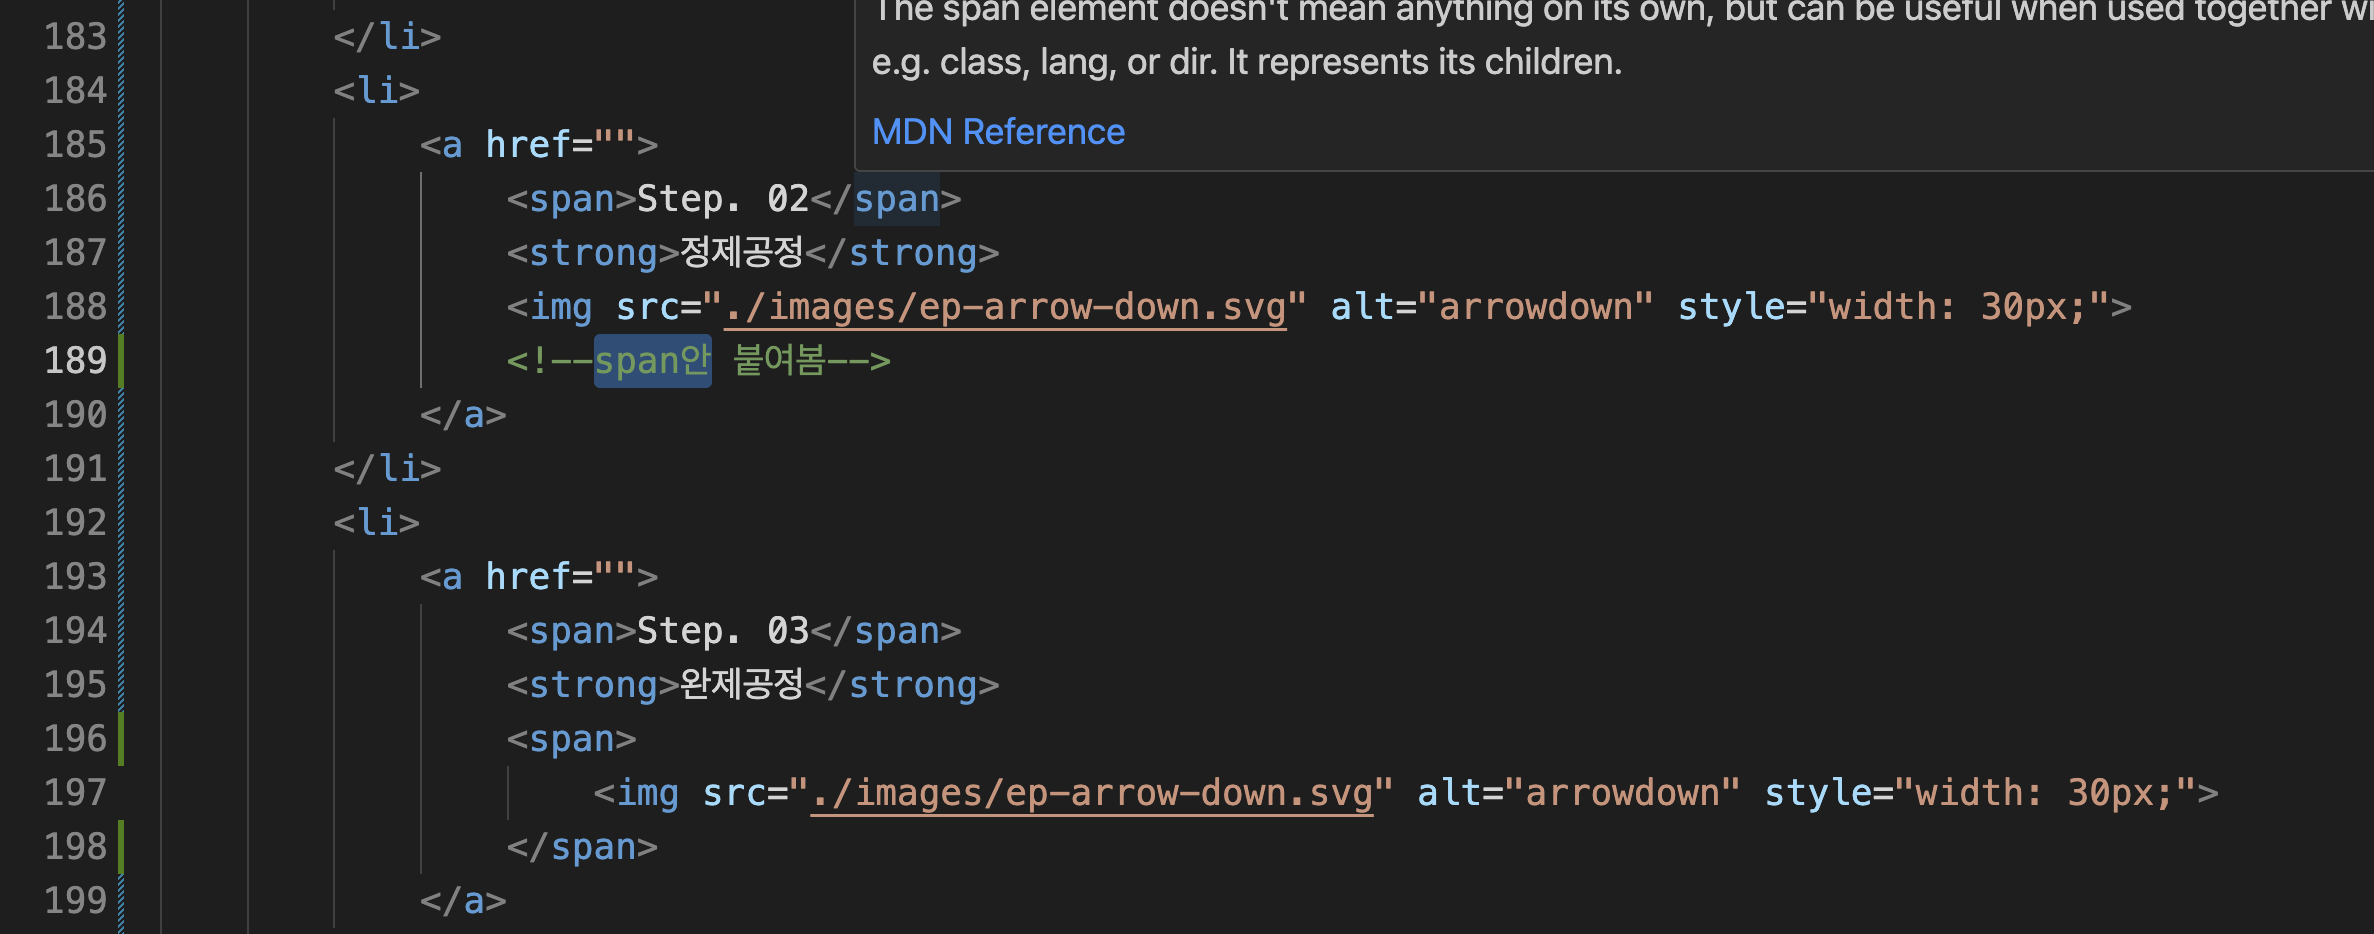 The span element doesn't mean anything on its own, but can be useful when used together
e.g. class, lang, or dir. It represents its children.
MDN Reference
183 </li>
184 <li>
185 <a href="">
186 <span>Step. 02</span>
187 <strong>정제공정</strong>
188 <img src="./images/ep-arrow-down.svg" alt="arrowdown" style="width: 30px;">
189 <!--span안 붙여봄-->
190 </a>
191 </li>
192 <li>
193 <a href="">
194 <span>Step. 03</span>
195 <strong>완제공정</strong>
196 <span>
197 <img src="./images/ep-arrow-down.svg" alt="arrowdown" style="width: 30px;">
198 </span>
199 </a>